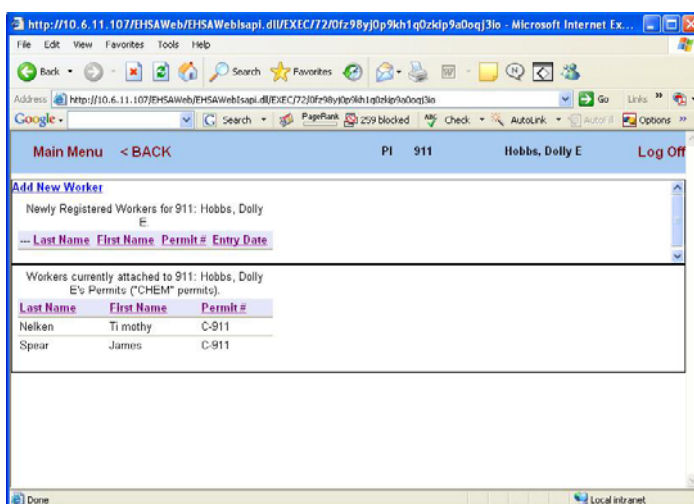 http://10.6.11.107/EHSAWeb/EHSAWebIsapi.dll/EXEC/72/0fz98yj0p9kh1q0zkip9a0oqj3io - Microsoft Internet Ex...
File Edit View Favorites Tools Help
Back Search Favorites
Address http://10.6.11.107/EHSAWeb/EHSAWebIsapi.dll/EXEC/72/0fz98yj0p9kh1q0zkip9a0oqj3io Go Links »
Google Search PageRank 259 blocked ABC Check AutoLink AutoFill Options »
Main Menu < BACK PI 911 Hobbs, Dolly E Log Off
Add New Worker
Newly Registered Workers for 911: Hobbs, Dolly
E.
--- Last Name First Name Permit # Entry Date
Workers currently attached to 911: Hobbs, Dolly
E's Permits ("CHEM" permits).
Last Name First Name Permit #
Nelken Ti mothy C-911
Spear James C-911
Done Local intranet